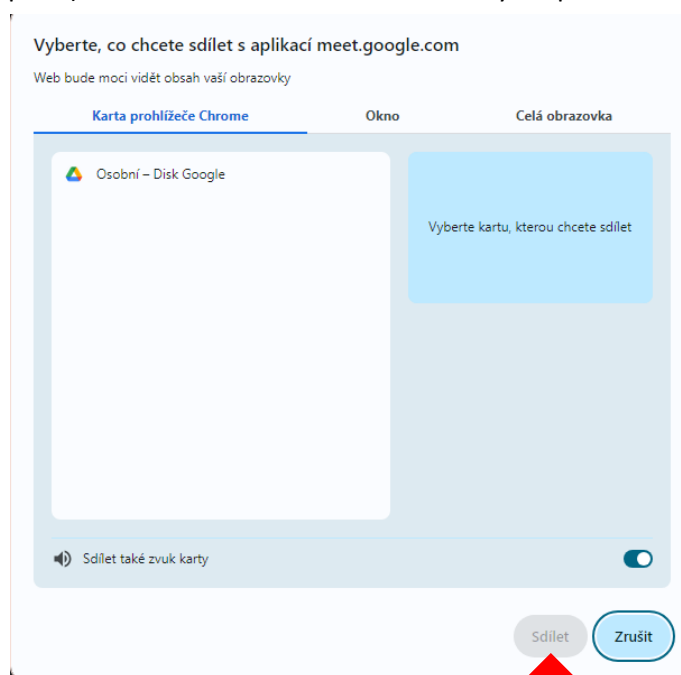 Vyberte, co chcete sdílet s aplikací meet.google.com
Web bude moci vidět obsah vaší obrazovky
Karta prohlížeče Chrome
Okno
Celá obrazovka
Osobní – Disk Google
Vyberte kartu, kterou chcete sdílet
Sdílet také zvuk karty
Sdílet
Zrušit